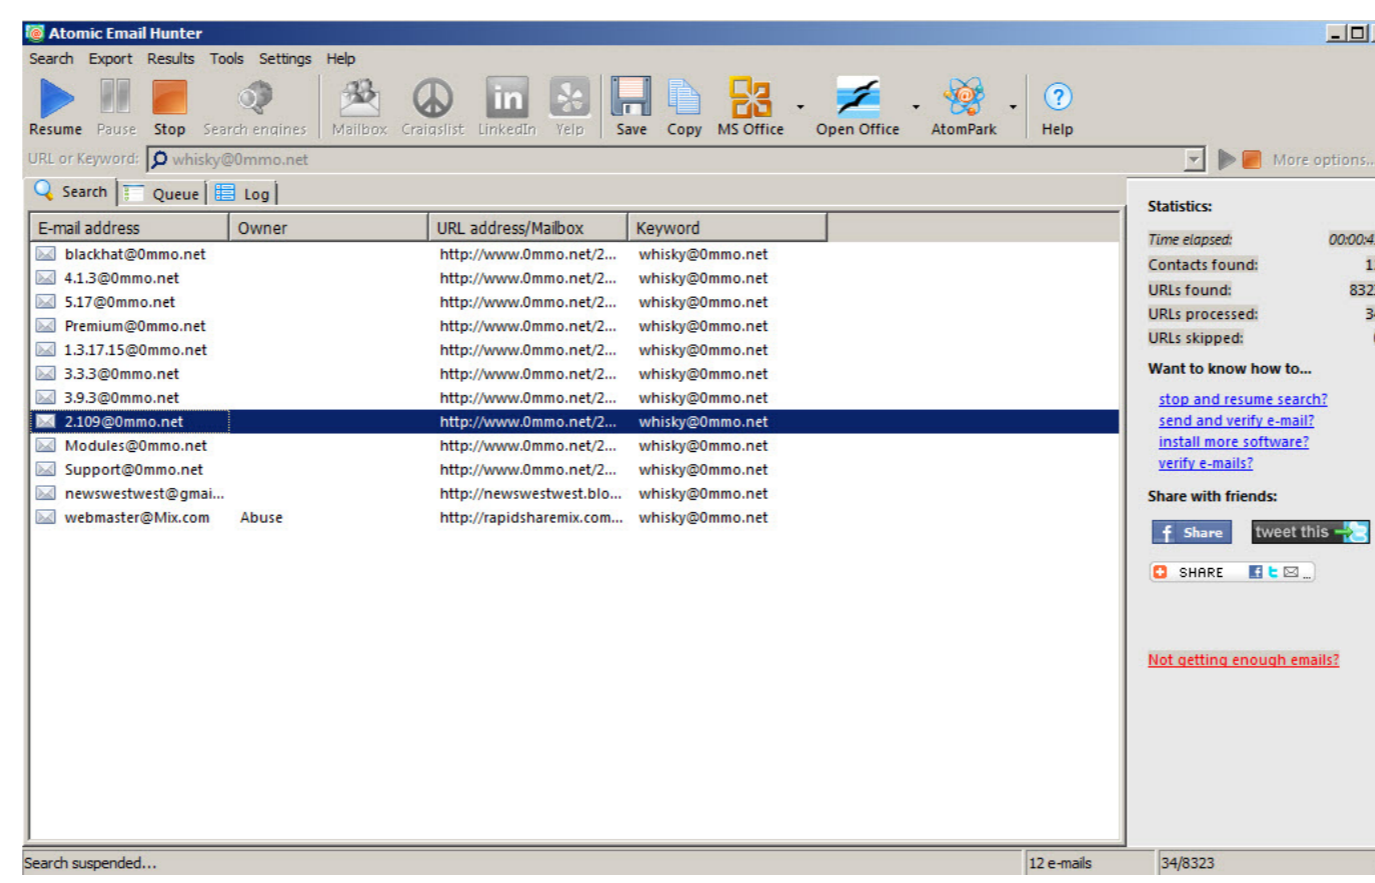 Atomic Email Hunter
Search Export Results Tools Settings Help
Resume Pause Stop Search engines Mailbox Craigslist LinkedIn Yelp Save Copy MS Office Open Office AtomPark Help
URL or Keyword: whisky@0mmo.net More options...
Search Queue Log
E-mail address Owner URL address/Mailbox Keyword
blackhat@0mmo.net http://www.0mmo.net/2... whisky@0mmo.net
4.1.3@0mmo.net http://www.0mmo.net/2... whisky@0mmo.net
5.17@0mmo.net http://www.0mmo.net/2... whisky@0mmo.net
Premium@0mmo.net http://www.0mmo.net/2... whisky@0mmo.net
1.3.17.15@0mmo.net http://www.0mmo.net/2... whisky@0mmo.net
3.3.3@0mmo.net http://www.0mmo.net/2... whisky@0mmo.net
3.9.3@0mmo.net http://www.0mmo.net/2... whisky@0mmo.net
2.109@0mmo.net http://www.0mmo.net/2... whisky@0mmo.net
Modules@0mmo.net http://www.0mmo.net/2... whisky@0mmo.net
Support@0mmo.net http://www.0mmo.net/2... whisky@0mmo.net
newswestwest@gmai... http://newswestwest.blo... whisky@0mmo.net
webmaster@Mix.com Abuse http://rapidsharemix.com... whisky@0mmo.net
Statistics:
Time elapsed: 00:00:4
Contacts found: 1
URLs found: 832
URLs processed: 3
URLs skipped:
Want to know how to...
stop and resume search?
send and verify e-mail?
install more software?
verify e-mails?
Share with friends:
f Share tweet this
SHARE
Not getting enough emails?
Search suspended... 12 e-mails 34/8323